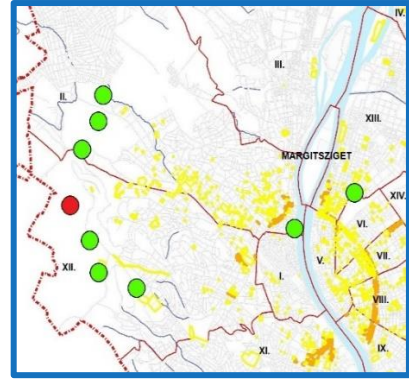 IV.
II.
III.
XIII.
MARGITSZIGET
XIV.
VI.
VII.
XII.
I.
V.
VIII.
XI.
IX.